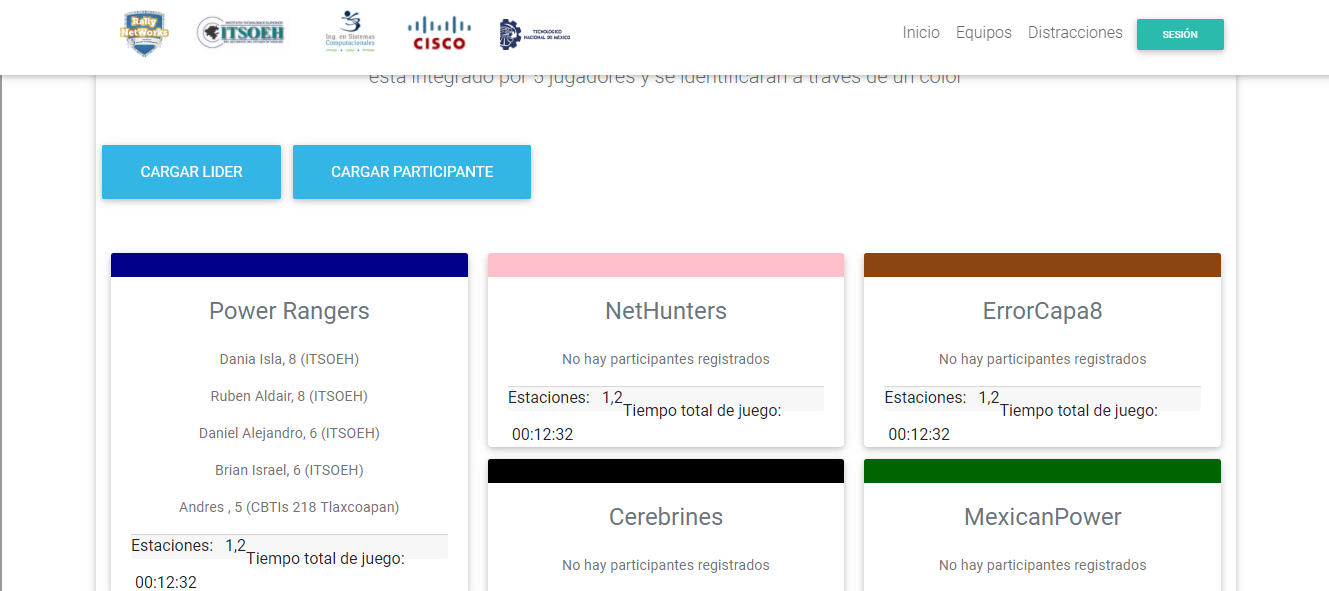 Rally
NetWorks
INSTITUTO TECNOLÓGICO SUPERIOR
ITSOEH
Ing. en Sistemas
Computacionales
CISCO
TECNOLÓGICO
NACIONAL DE MÉXICO
Inicio Equipos Distracciones SESIÓN
está integrado por 5 jugadores y se identificarán a través de un color
CARGAR LIDER CARGAR PARTICIPANTE
Power Rangers
Dania Isla, 8 (ITSOEH)
Ruben Aldair, 8 (ITSOEH)
Daniel Alejandro, 6 (ITSOEH)
Brian Israel, 6 (ITSOEH)
Andres , 5 (CBTIs 218 Tlaxcoapan)
Estaciones: 1,2
Tiempo total de juego:
00:12:32
NetHunters
No hay participantes registrados
Estaciones: 1,2
Tiempo total de juego:
00:12:32
ErrorCapa8
No hay participantes registrados
Estaciones: 1,2
Tiempo total de juego:
00:12:32
Cerebrines
No hay participantes registrados
MexicanPower
No hay participantes registrados